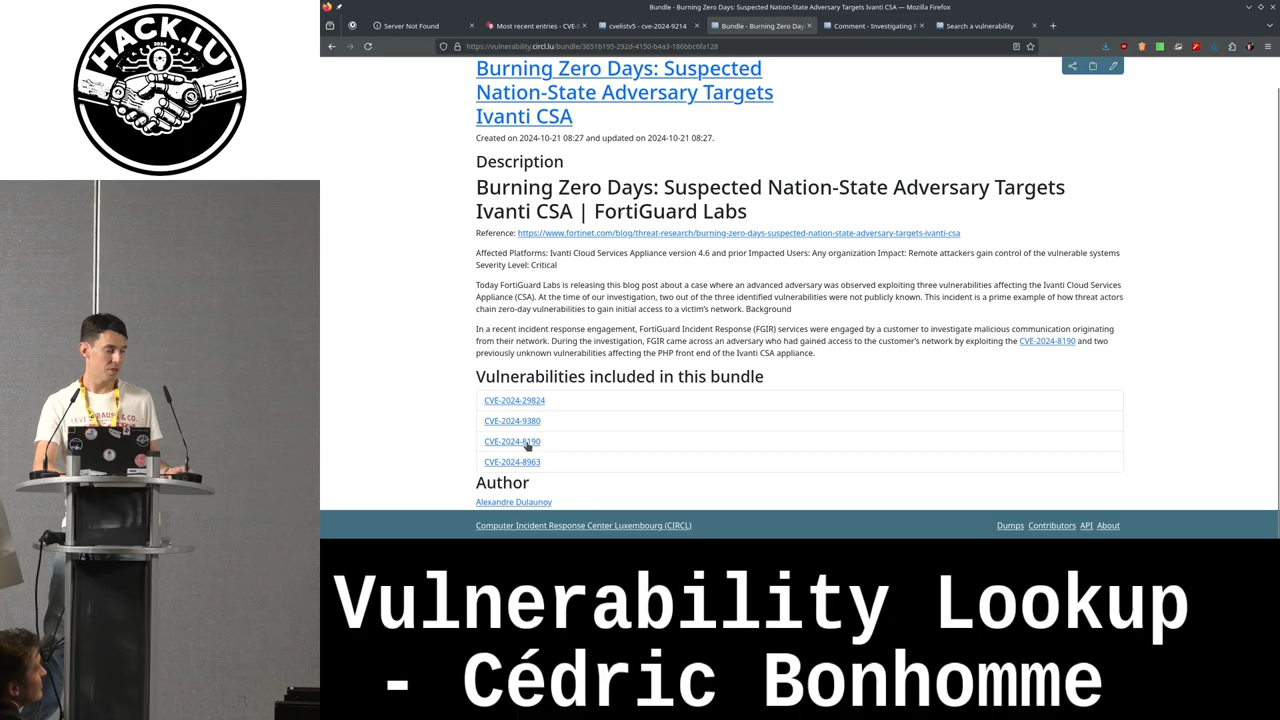 HACK.LU
2024
Bundle - Burning Zero Days: Suspected Nation-State Adversary Targets Ivanti CSA — Mozilla Firefox
Server Not Found
Most recent entries - CVE-S
cvelistv5 - cve-2024-9214
Bundle - Burning Zero Day
Comment - Investigating F
Search a vulnerability
https://vulnerability.circl.lu/bundle/3651b195-292d-4150-b4a3-186bbc6fa128
Burning Zero Days: Suspected
Nation-State Adversary Targets
Ivanti CSA
Created on 2024-10-21 08:27 and updated on 2024-10-21 08:27.
Description
Burning Zero Days: Suspected Nation-State Adversary Targets
Ivanti CSA | FortiGuard Labs
Reference: https://www.fortinet.com/blog/threat-research/burning-zero-days-suspected-nation-state-adversary-targets-ivanti-csa
Affected Platforms: Ivanti Cloud Services Appliance version 4.6 and prior Impacted Users: Any organization Impact: Remote attackers gain control of the vulnerable systems
Severity Level: Critical
Today FortiGuard Labs is releasing this blog post about a case where an advanced adversary was observed exploiting three vulnerabilities affecting the Ivanti Cloud Services
Appliance (CSA). At the time of our investigation, two out of the three identified vulnerabilities were not publicly known. This incident is a prime example of how threat actors
chain zero-day vulnerabilities to gain initial access to a victim's network. Background
In a recent incident response engagement, FortiGuard Incident Response (FGIR) services were engaged by a customer to investigate malicious communication originating
from their network. During the investigation, FGIR came across an adversary who had gained access to the customer's network by exploiting the CVE-2024-8190 and two
previously unknown vulnerabilities affecting the PHP front end of the Ivanti CSA appliance.
Vulnerabilities included in this bundle
CVE-2024-29824
CVE-2024-9380
CVE-2024-8190
CVE-2024-8963
Author
Alexandre Dulaunoy
Computer Incident Response Center Luxembourg (CIRCL)
Dumps Contributors API About
Vulnerability Lookup
- Cédric Bonhomme